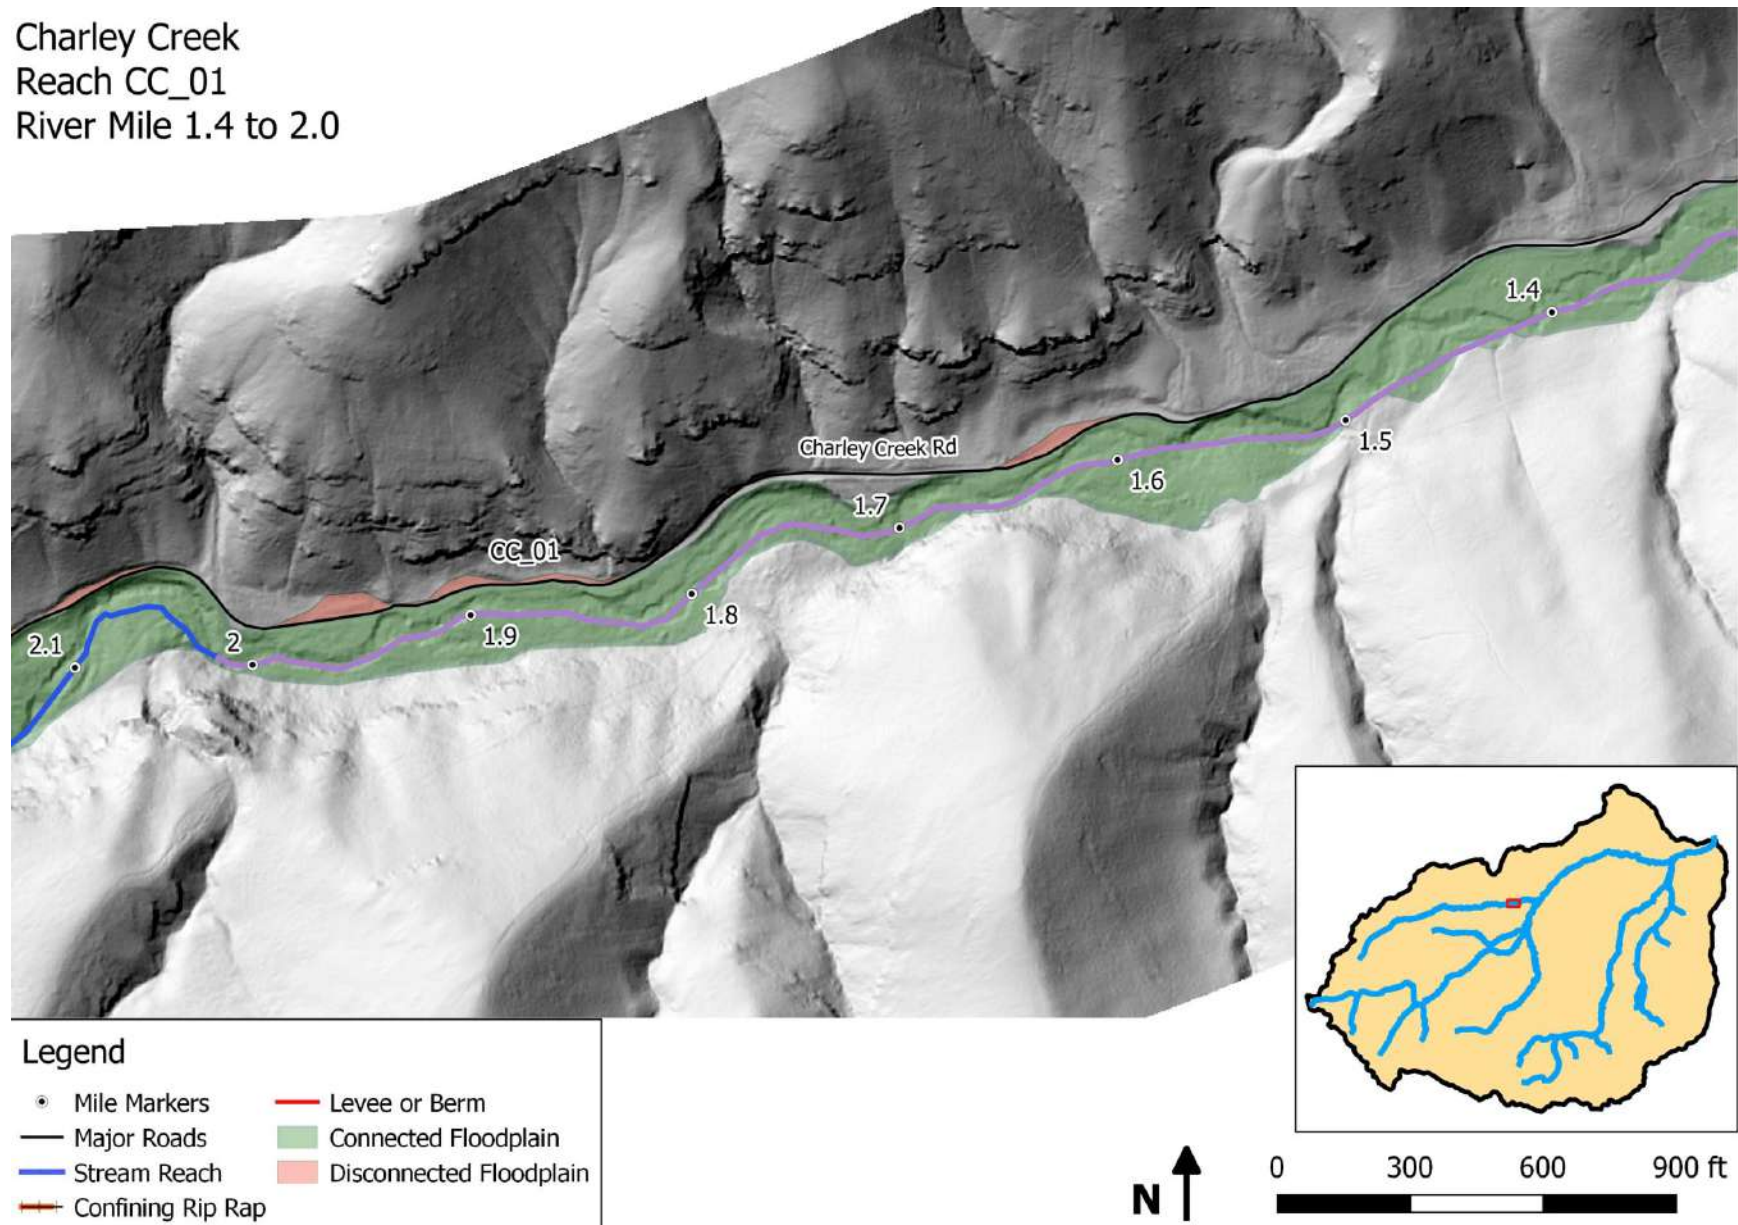 Charley Creek
Reach CC_01
River Mile 1.4 to 2.0
1.4
Charley Creek Rd
1.5
1.6
1.7
CC_01
1.8
1.9
2
2.1
Legend
Mile Markers
Major Roads
Stream Reach
Confining Rip Rap
Levee or Berm
Connected Floodplain
Disconnected Floodplain
N
0 300 600 900 ft